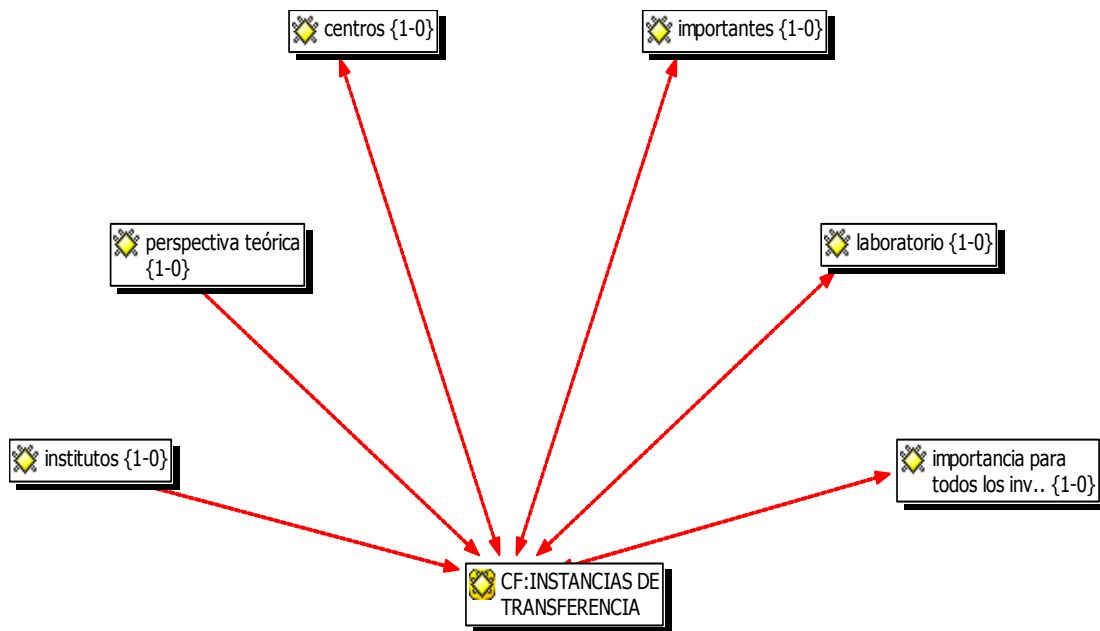 centros {1-0}
importantes {1-0}
perspectiva teórica
{1-0}
laboratorio {1-0}
institutos {1-0}
importancia para
todos los inv.. {1-0}
CF:INSTANCIAS DE
TRANSFERENCIA